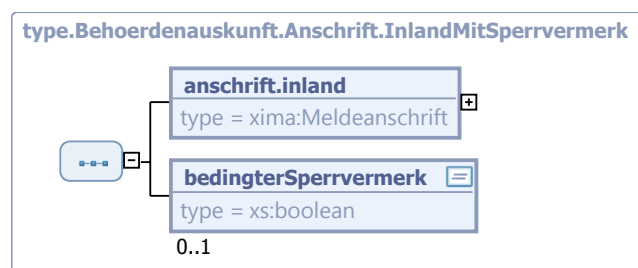 type.Behoerdenauskunft.Anschrift.InlandMitSperrvermerk
anschrift.inland
type = xima:Meldeanschrift
bedingterSperrvermerk
type = xs:boolean
0..1